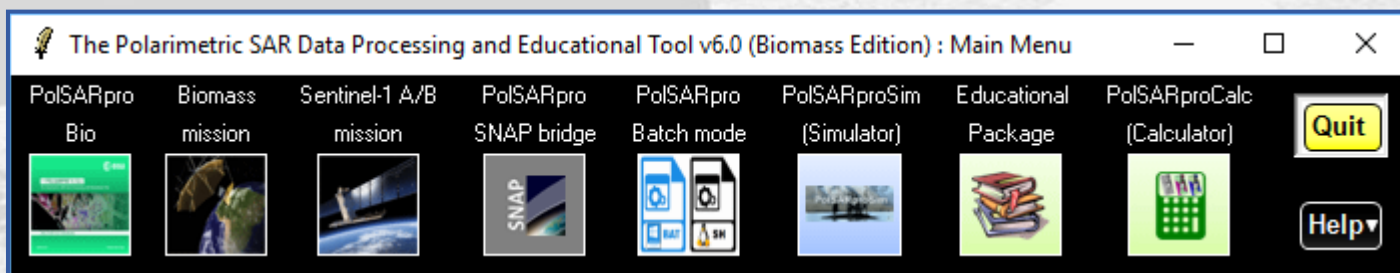 The Polarimetric SAR Data Processing and Educational Tool v6.0 (Biomass Edition) : Main Menu
PolSARpro Bio
Biomass mission
Sentinel-1 A/B mission
PolSARpro SNAP bridge
PolSARpro Batch mode
PolSARproSim (Simulator)
Educational Package
PolSARproCalc (Calculator)
Quit
esa
SNAP
BAT
SH
PolSARproSim
Help▾